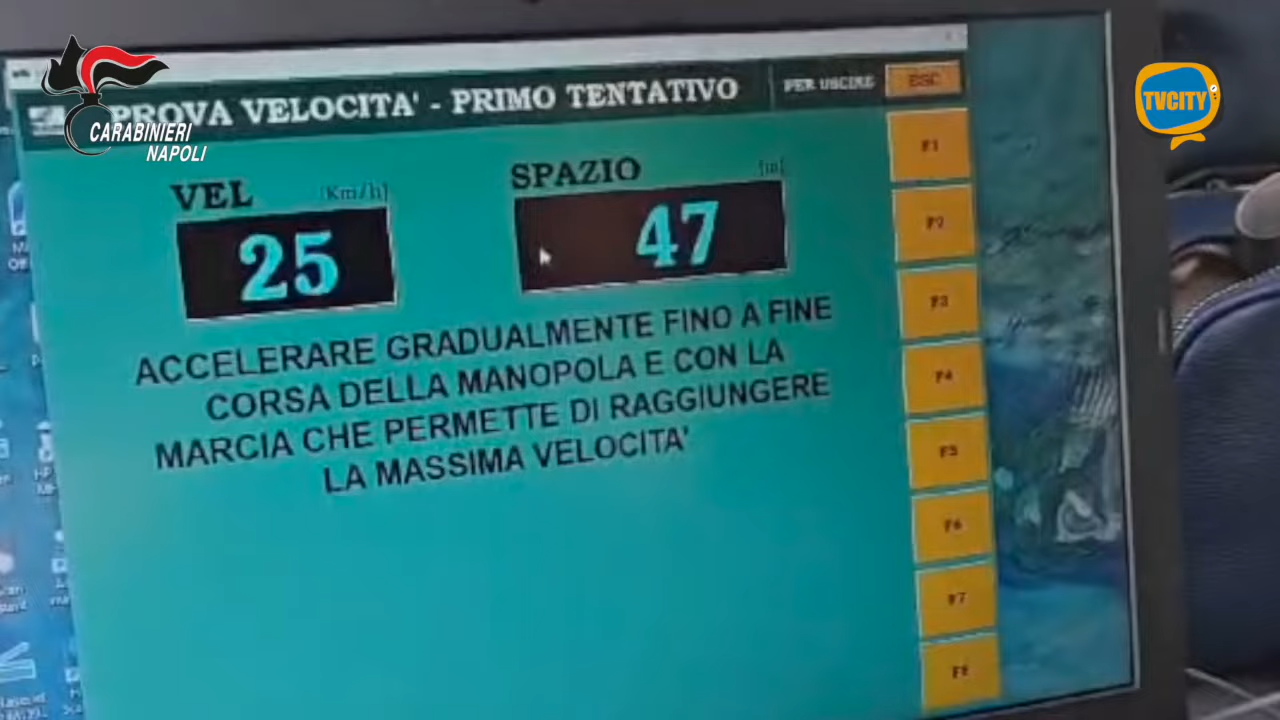 CARABINIERI
NAPOLI
TVCITY
PROVA VELOCITA' - PRIMO TENTATIVO
PER USCIRE
ESC
VEL [Km/h]
SPAZIO [m]
25
47
ACCELERARE GRADUALMENTE FINO A FINE
CORSA DELLA MANOPOLA E CON LA
MARCIA CHE PERMETTE DI RAGGIUNGERE
LA MASSIMA VELOCITA'
F1
F2
F3
F4
F5
F6
F7
F8